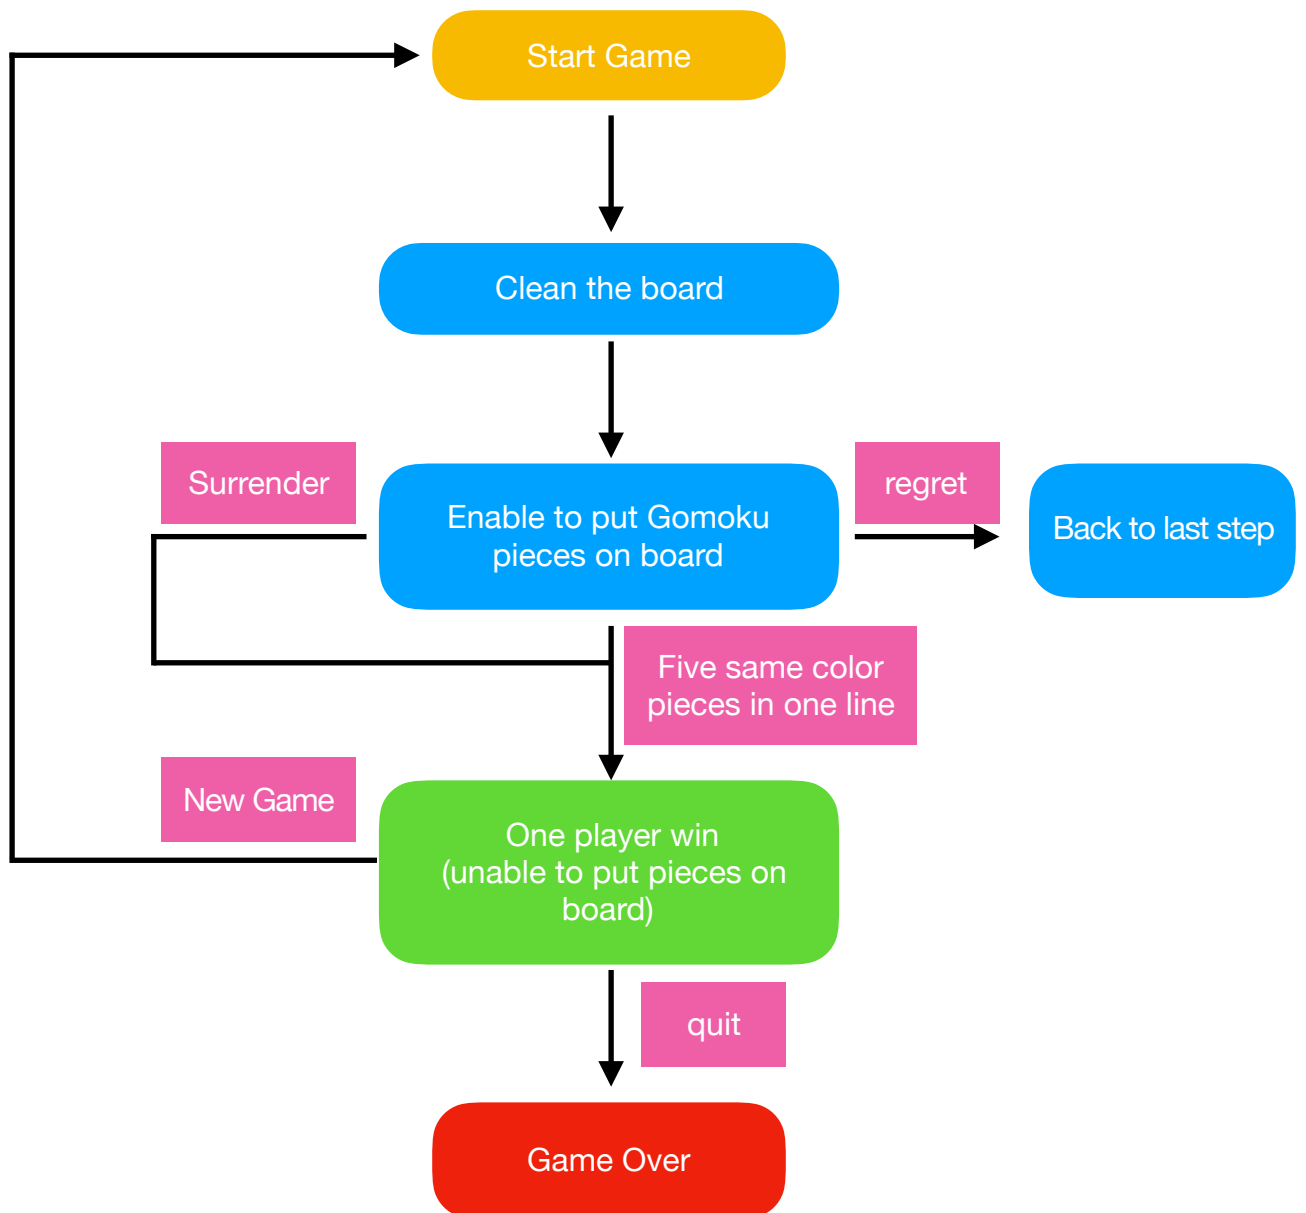 Start Game
Clean the board
Surrender
Enable to put Gomoku
pieces on board
regret
Back to last step
Five same color
pieces in one line
New Game
One player win
(unable to put pieces on
board)
quit
Game Over